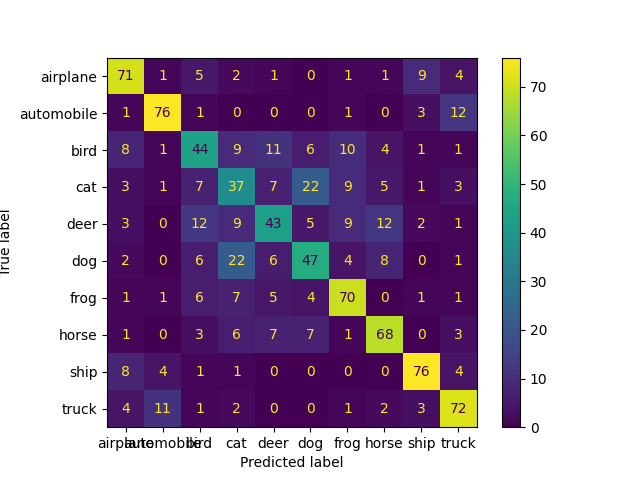 airplane 71 1 5 2 1 0 1 1 9 4
automobile 1 76 1 0 0 0 1 0 3 12
bird 8 1 44 9 11 6 10 4 1 1
cat 3 1 7 37 7 22 9 5 1 3
deer 3 0 12 9 43 5 9 12 2 1
dog 2 0 6 22 6 47 4 8 0 1
frog 1 1 6 7 5 4 70 0 1 1
horse 1 0 3 6 7 7 1 68 0 3
ship 8 4 1 1 0 0 0 0 76 4
truck 4 11 1 2 0 0 1 2 3 72
airplane automobile bird cat deer dog frog horse ship truck
Predicted label
True label
70
60
50
40
30
20
10
0